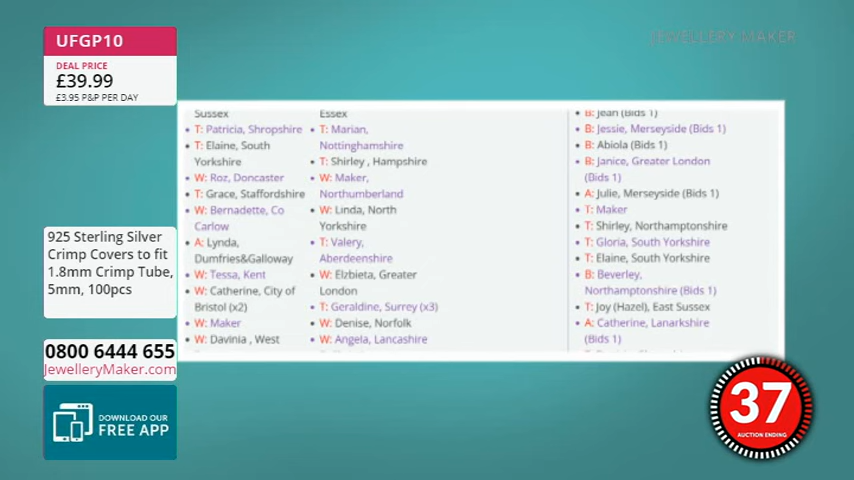 UFGP10
DEAL PRICE
£39.99
£3.95 P&P PER DAY
JEWELLERY MAKER
Sussex
T: Patricia, Shropshire
T: Elaine, South
Yorkshire
W: Roz, Doncaster
T: Grace, Staffordshire
W: Bernadette, Co
Carlow
A: Lynda,
Dumfries&Galloway
W: Tessa, Kent
W: Catherine, City of
Bristol (x2)
W: Maker
W: Davinia , West
Essex
T: Marian,
Nottinghamshire
T: Shirley , Hampshire
W: Maker,
Northumberland
W: Linda, North
Yorkshire
T: Valery,
Aberdeenshire
W: Elzbieta, Greater
London
T: Geraldine, Surrey (x3)
W: Denise, Norfolk
W: Angela, Lancashire
B: Jean (Bids 1)
B: Jessie, Merseyside (Bids 1)
B: Abiola (Bids 1)
B: Janice, Greater London
(Bids 1)
A: Julie, Merseyside (Bids 1)
T: Maker
T: Shirley, Northamptonshire
T: Gloria, South Yorkshire
T: Elaine, South Yorkshire
B: Beverley,
Northamptonshire (Bids 1)
T: Joy (Hazel), East Sussex
A: Catherine, Lanarkshire
(Bids 1)
925 Sterling Silver
Crimp Covers to fit
1.8mm Crimp Tube,
5mm, 100pcs
0800 6444 655
JewelleryMaker.com
DOWNLOAD OUR
FREE APP
37
AUCTION ENDING